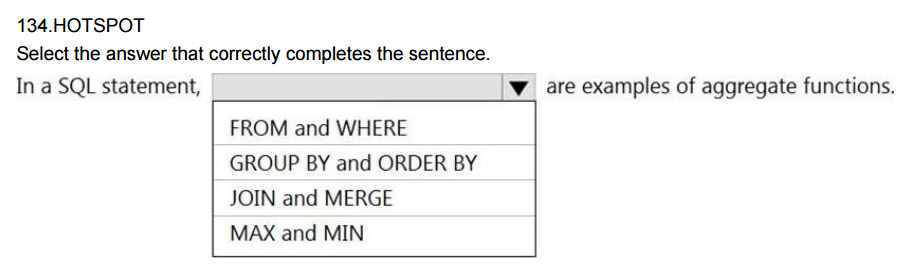 134.HOTSPOT
Select the answer that correctly completes the sentence.
In a SQL statement, are examples of aggregate functions.
FROM and WHERE
GROUP BY and ORDER BY
JOIN and MERGE
MAX and MIN